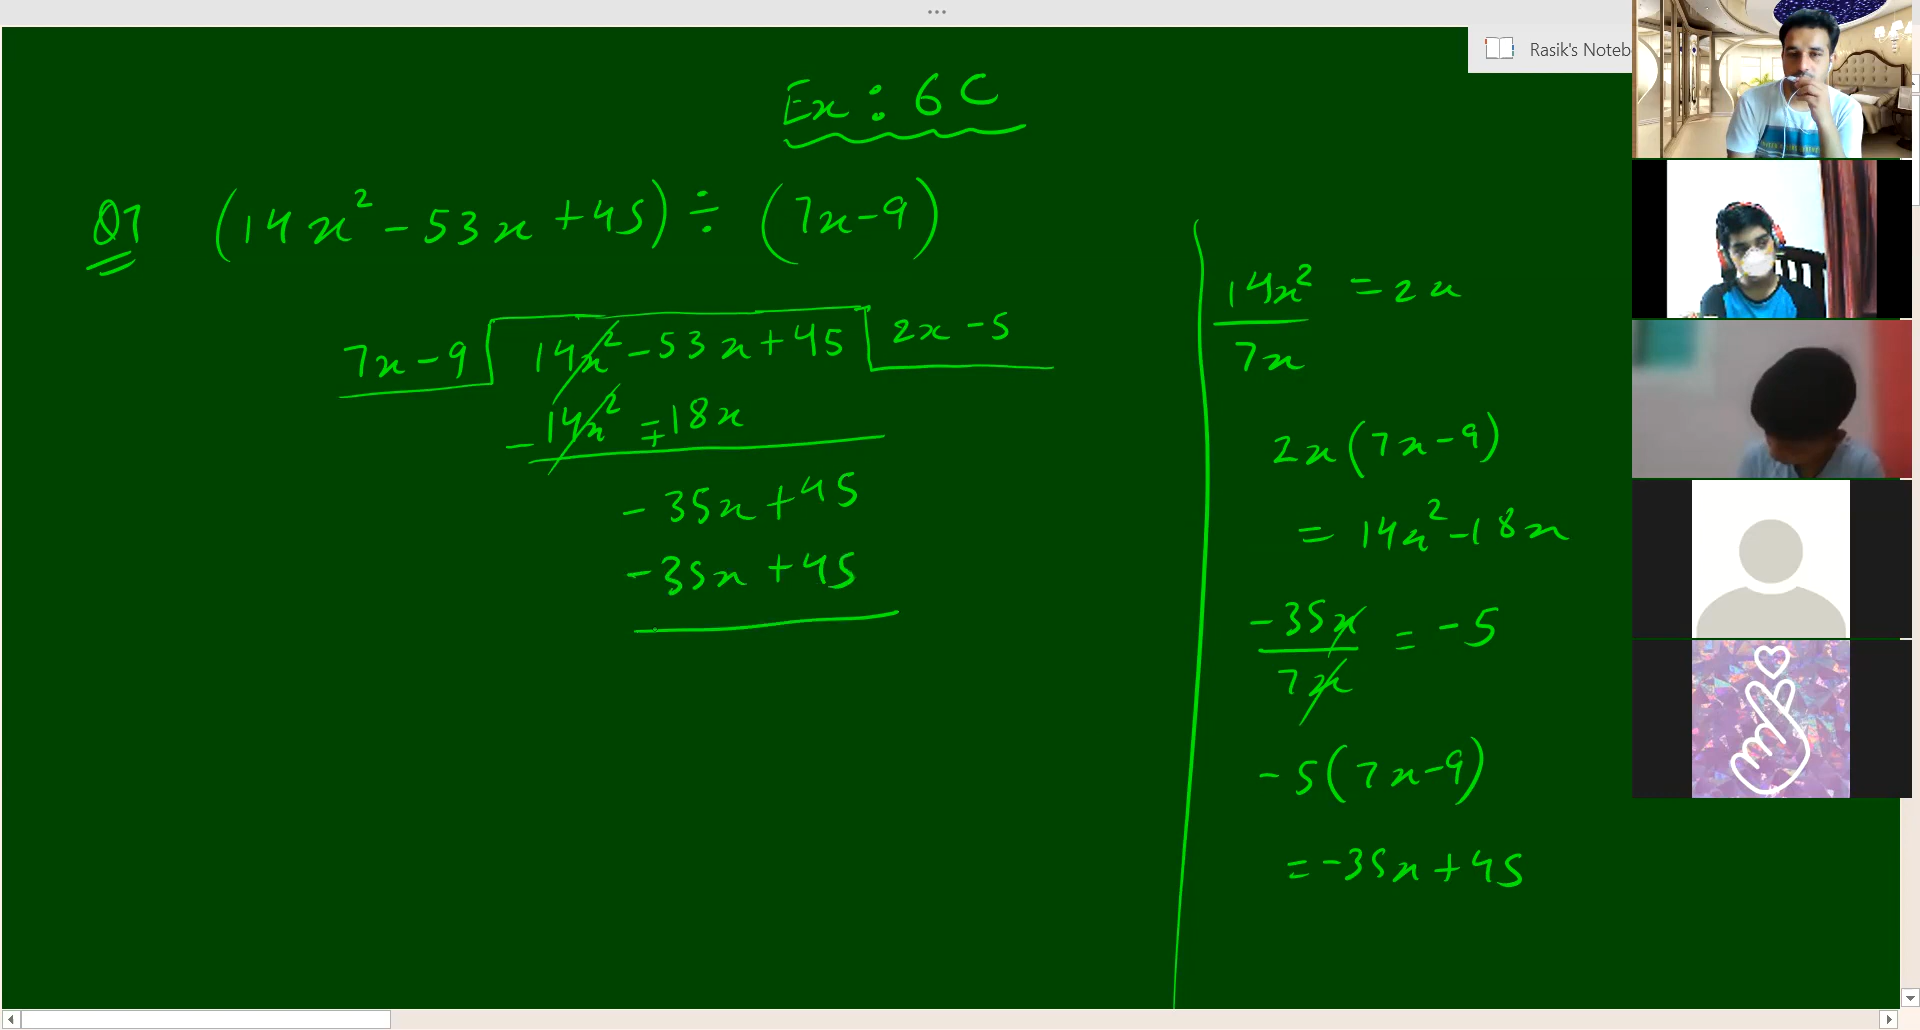 Rasik's Noteb
Ex : 6C
Q7 (14x² - 53x + 45) ÷ (7x - 9)
7x - 9 14x² - 53x + 45 2x - 5
- 14x² ∓ 18x
- 35x + 45
- 35x + 45
14x² = 2x
7x
2x (7x - 9)
= 14x² - 18x
-35x = -5
7x
-5 (7x - 9)
= -35x + 45